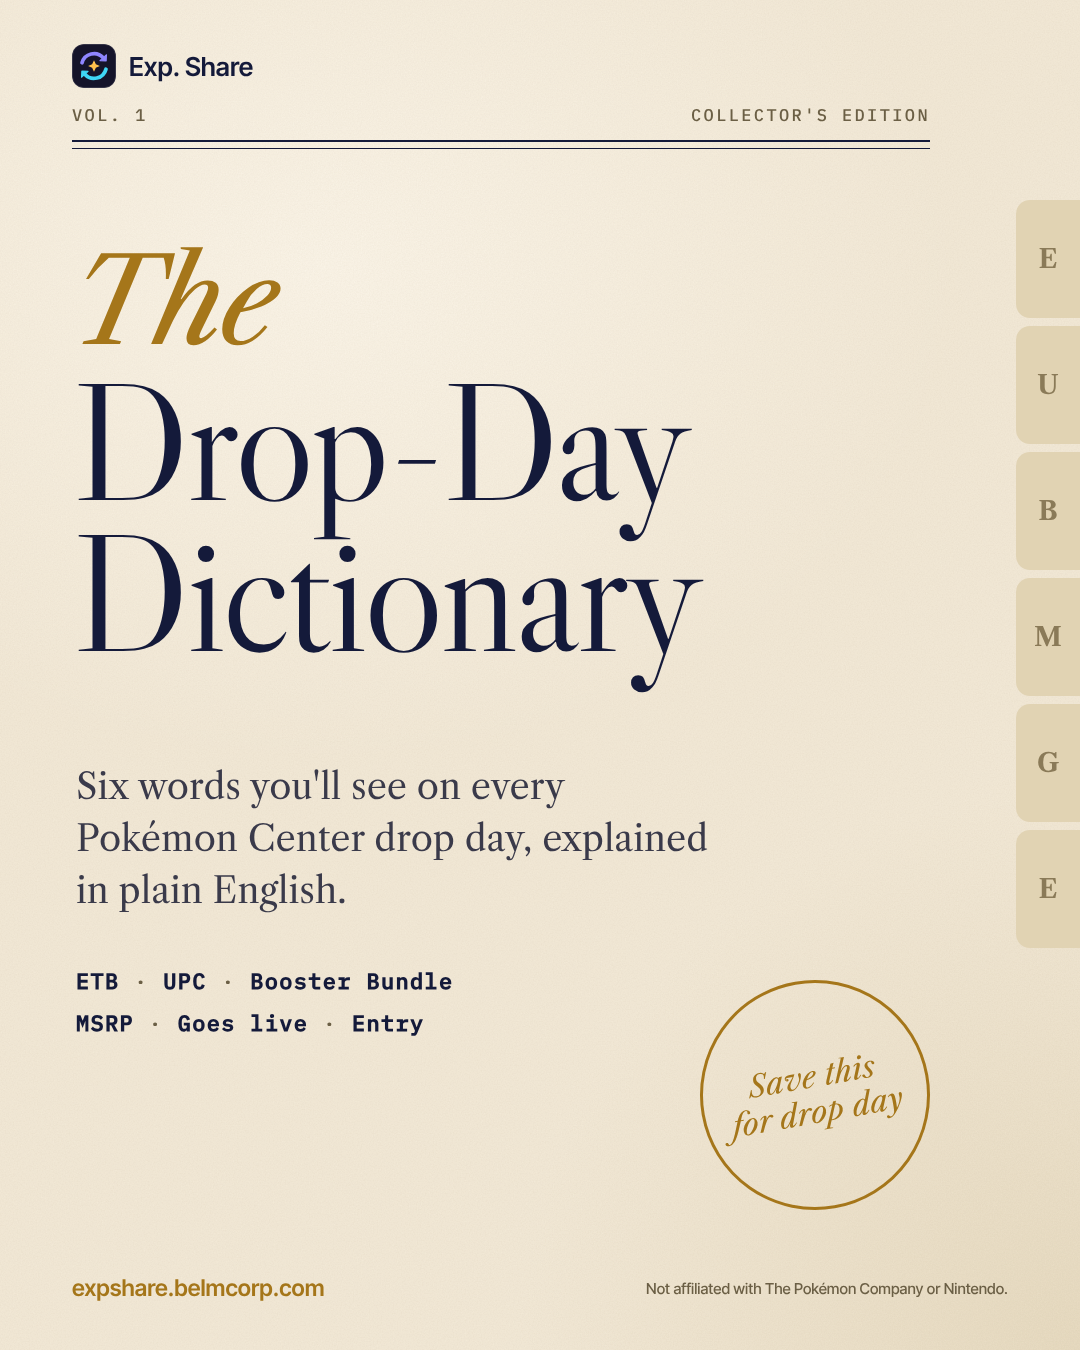 Exp. Share
VOL. 1
COLLECTOR'S EDITION
The
Drop-Day
Dictionary
Six words you'll see on every
Pokémon Center drop day, explained
in plain English.
ETB · UPC · Booster Bundle
MSRP · Goes live · Entry
Save this
for drop day
E
U
B
M
G
E
expshare.belmcorp.com
Not affiliated with The Pokémon Company or Nintendo.